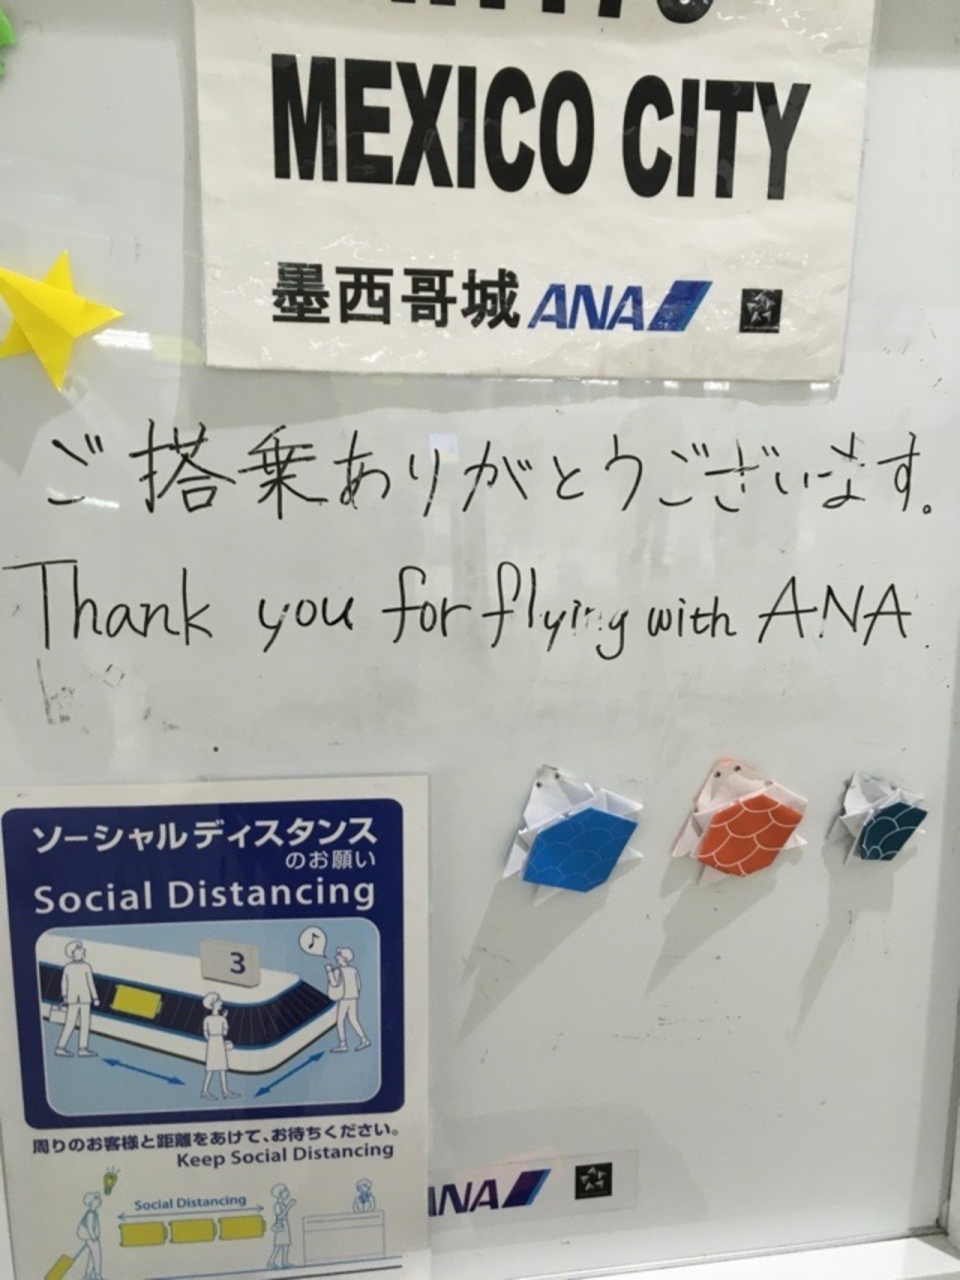 MEXICO CITY
墨西哥城 ANA
ご搭乗ありがとうございます。
Thank you for flying with ANA.
ソーシャルディスタンス
のお願い
Social Distancing
3
周りのお客様と距離をあけて、お待ちください。
Keep Social Distancing
Social Distancing
ANA